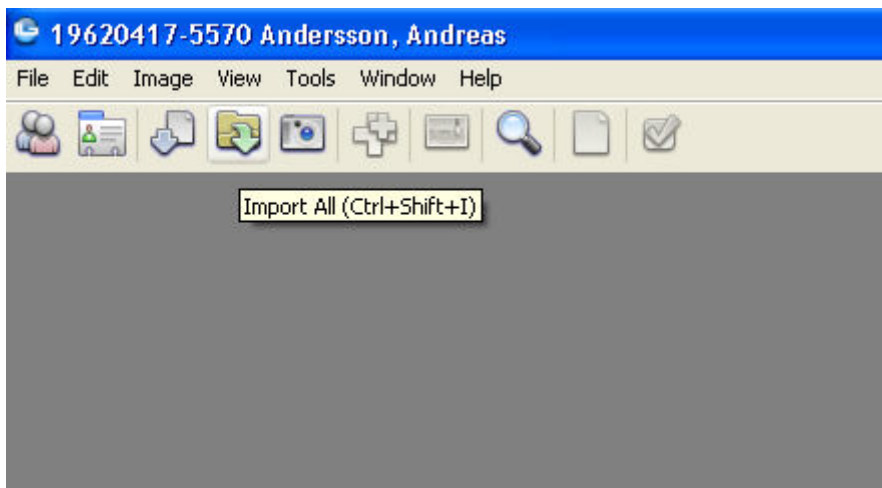 19620417-5570 Andersson, Andreas
File Edit Image View Tools Window Help
Import All (Ctrl+Shift+I)